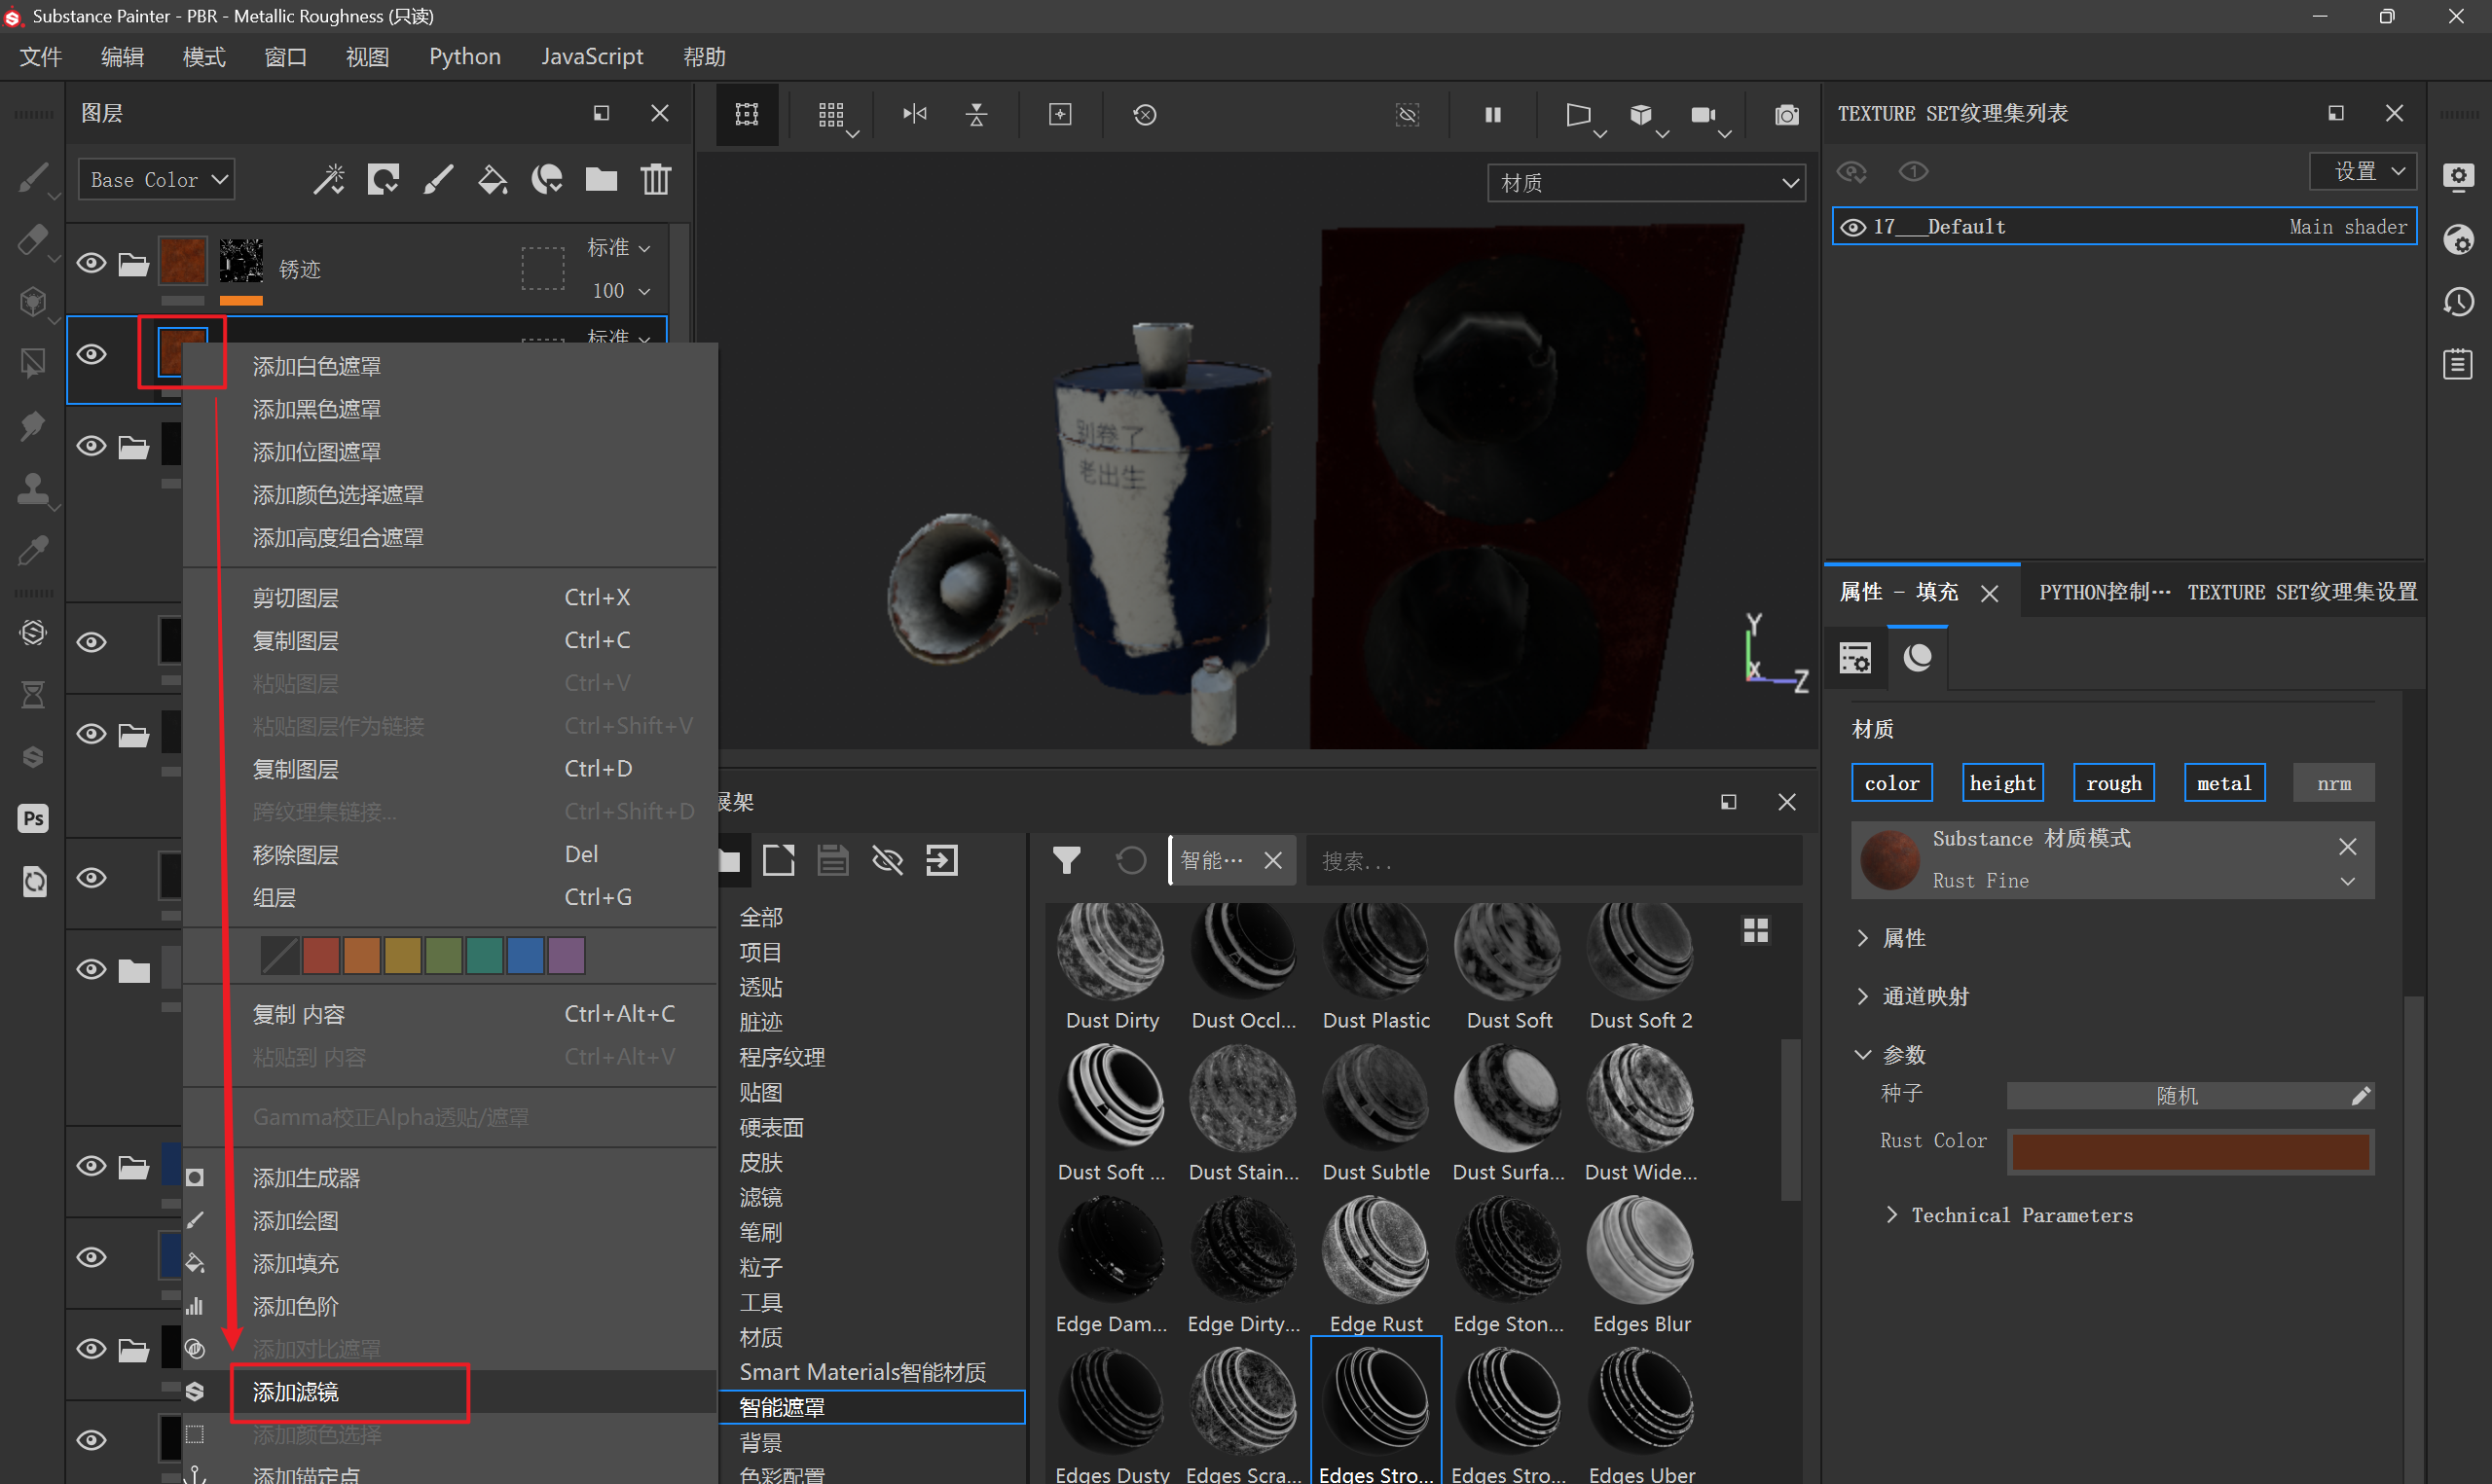 Substance Painter - PBR - Metallic Roughness (只读)
文件 编辑 模式 窗口 视图 Python JavaScript 帮助
图层
Base Color
锈迹
标准
100
标准
添加白色遮罩
添加黑色遮罩
添加位图遮罩
添加颜色选择遮罩
添加高度组合遮罩
剪切图层 Ctrl+X
复制图层 Ctrl+C
粘贴图层 Ctrl+V
粘贴图层作为链接 Ctrl+Shift+V
复制图层 Ctrl+D
跨纹理集链接... Ctrl+Shift+D
移除图层 Del
组层 Ctrl+G
复制 内容 Ctrl+Alt+C
粘贴到 内容 Ctrl+Alt+V
Gamma校正Alpha透贴/遮罩
添加生成器
添加绘图
添加填充
添加色阶
添加对比遮罩
添加滤镜
添加颜色选择
添加锚定点
Ps
材质
别卷了
老出生
Y
X
Z
展架
智能…
搜索...
全部
项目
透贴
脏迹
程序纹理
贴图
硬表面
皮肤
滤镜
笔刷
粒子
工具
材质
Smart Materials智能材质
智能遮罩
背景
色彩配置
Dust Dirty Dust Occl... Dust Plastic Dust Soft Dust Soft 2
Dust Soft ... Dust Stain... Dust Subtle Dust Surfa... Dust Wide...
Edge Dam... Edge Dirty... Edge Rust Edge Ston... Edges Blur
Edges Dusty Edges Scra... Edges Stro... Edges Stro... Edges Uber
TEXTURE SET纹理集列表
设置
17___Default Main shader
属性 - 填充 PYTHON控制… TEXTURE SET纹理集设置
材质
color height rough metal nrm
Substance 材质模式
Rust Fine
属性
通道映射
参数
种子 随机
Rust Color
Technical Parameters